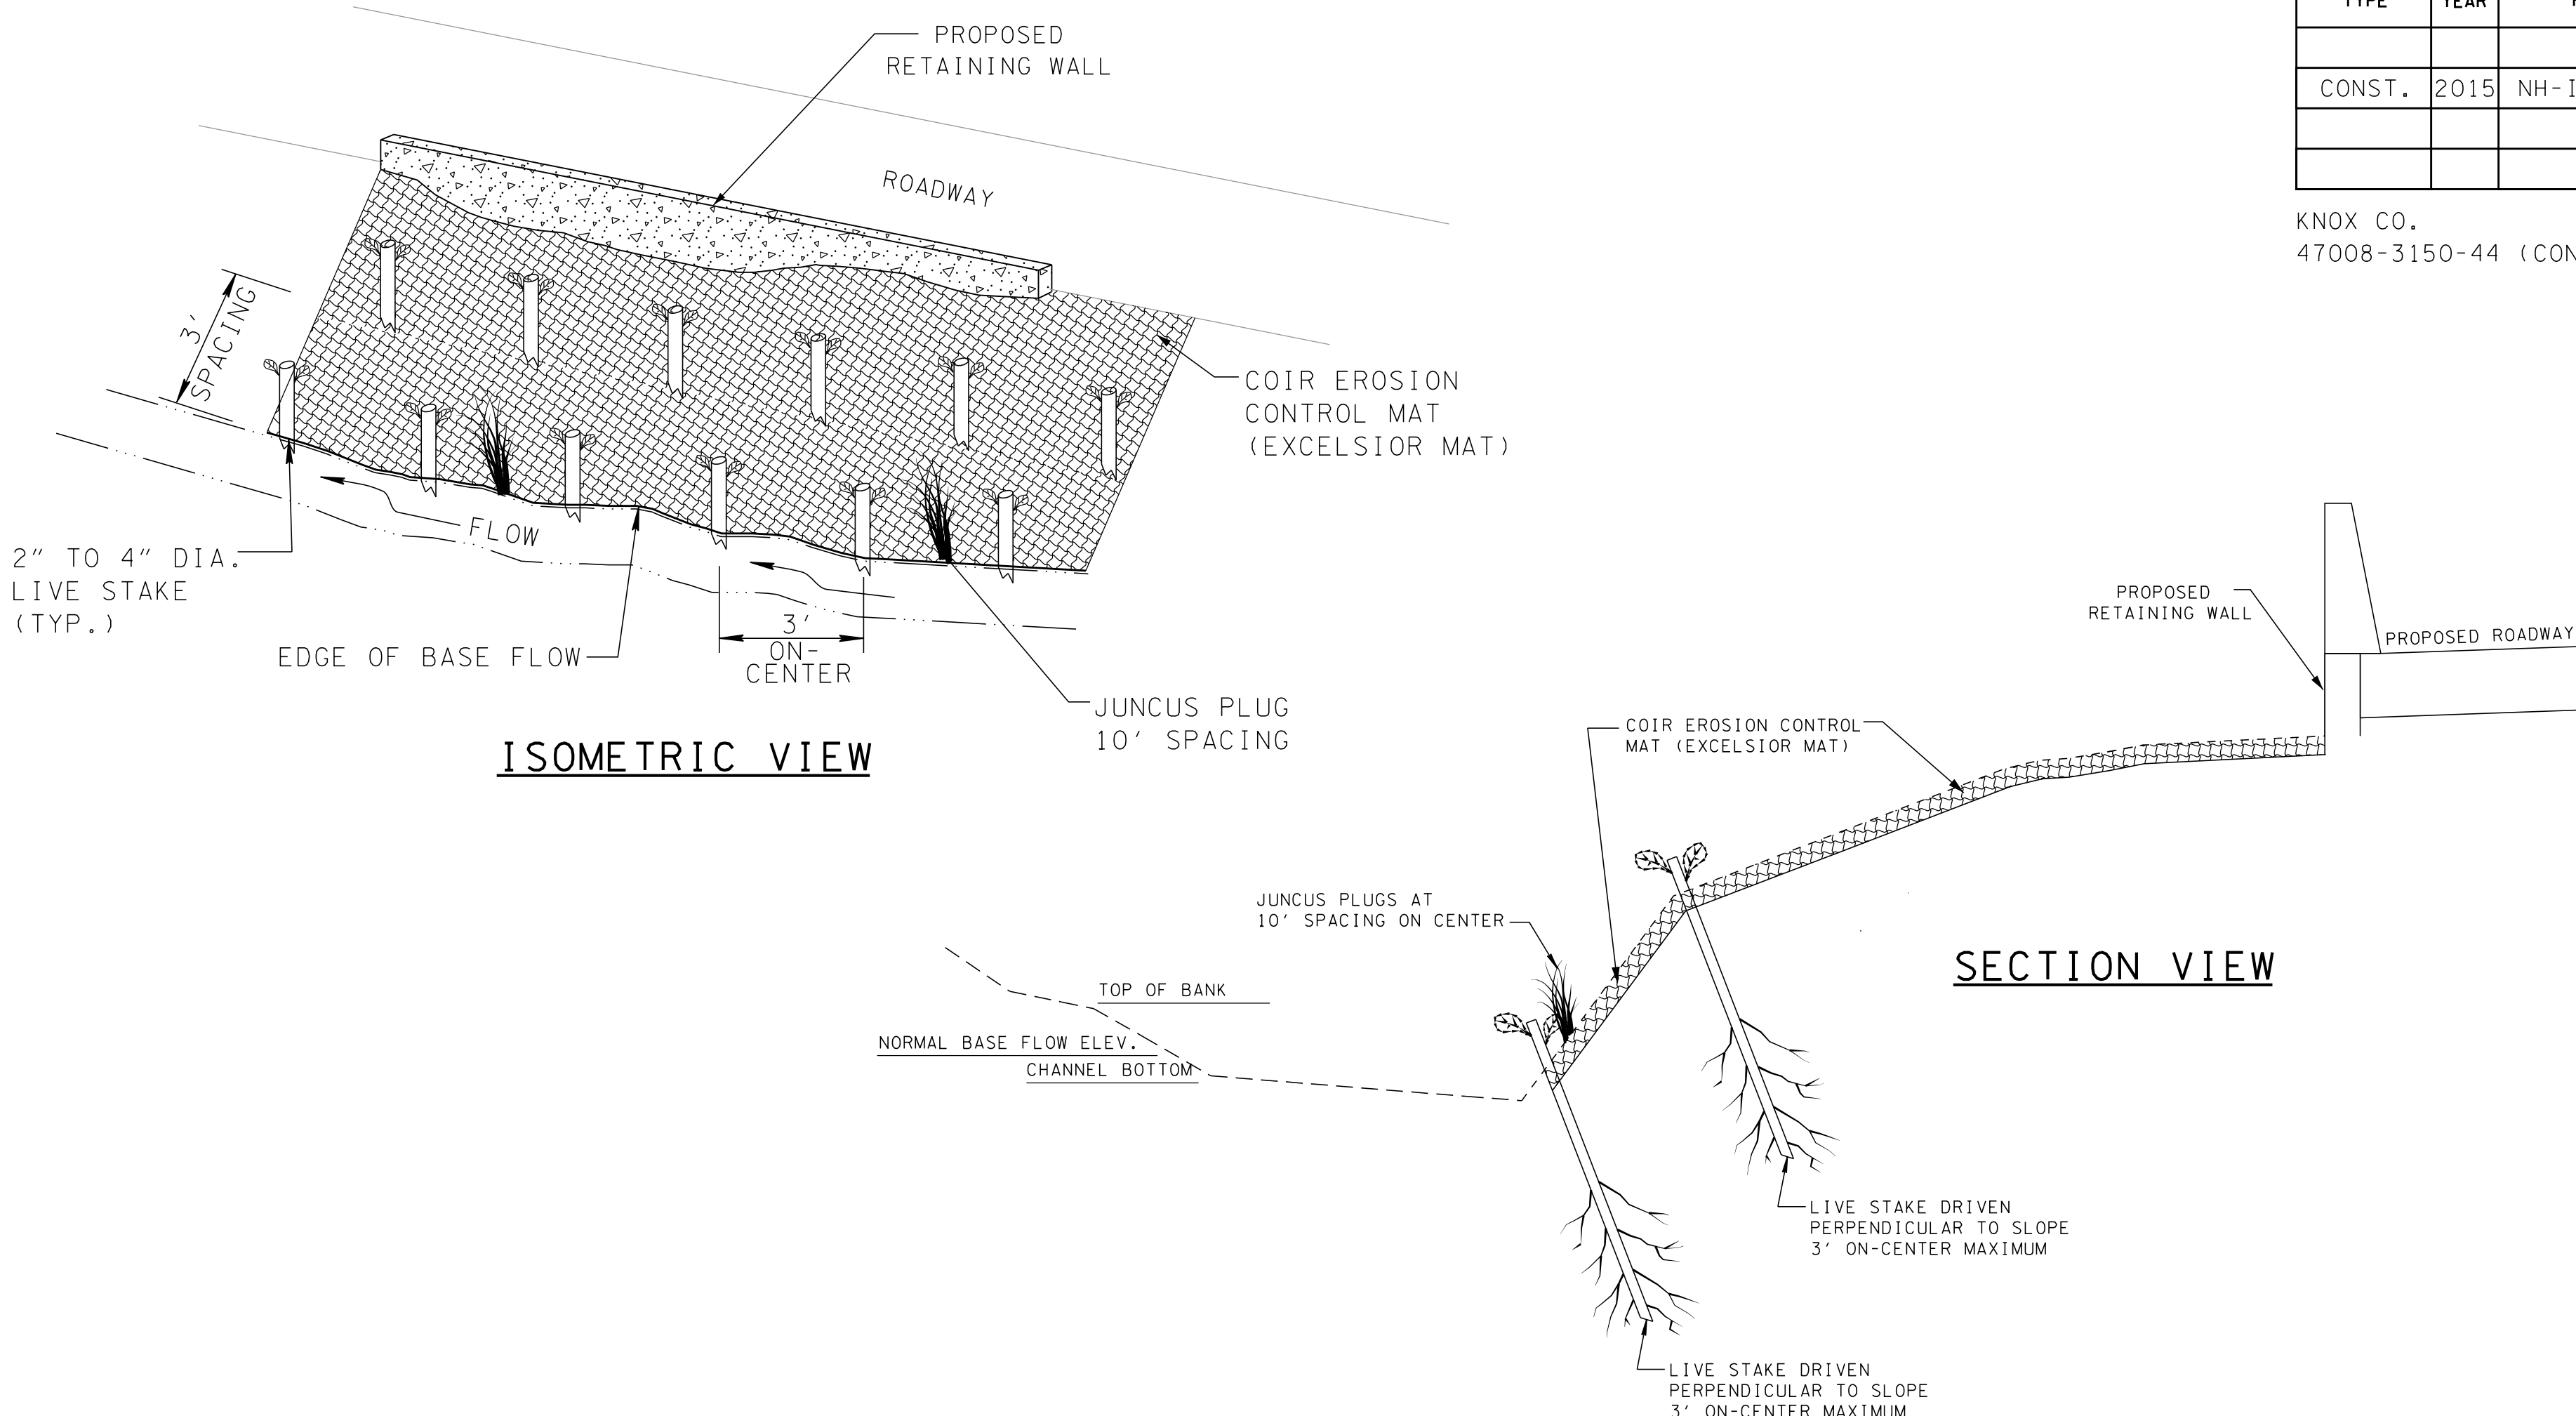 PROPOSED
RETAINING WALL
ROADWAY
3'
SPACING
COIR EROSION
CONTROL MAT
(EXCELSIOR MAT)
2" TO 4" DIA.
LIVE STAKE
(TYP.)
FLOW
EDGE OF BASE FLOW
3'
ON-
CENTER
JUNCUS PLUG
10' SPACING
ISOMETRIC VIEW
TYPE YEAR
CONST. 2015 NH-I
KNOX CO.
47008-3150-44 (CON
PROPOSED
RETAINING WALL
PROPOSED ROADWAY
COIR EROSION CONTROL
MAT (EXCELSIOR MAT)
JUNCUS PLUGS AT
10' SPACING ON CENTER
SECTION VIEW
TOP OF BANK
NORMAL BASE FLOW ELEV.
CHANNEL BOTTOM
LIVE STAKE DRIVEN
PERPENDICULAR TO SLOPE
3' ON-CENTER MAXIMUM
LIVE STAKE DRIVEN
PERPENDICULAR TO SLOPE
3' ON-CENTER MAXIMUM